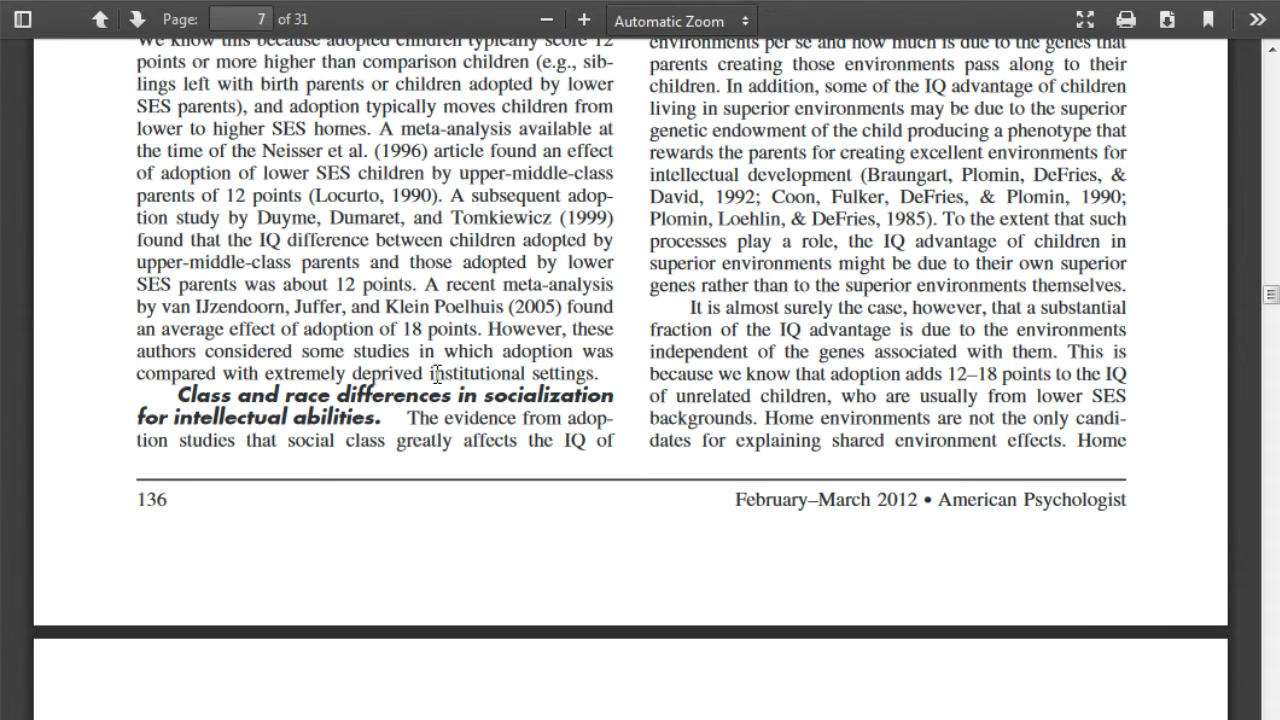 Page: 7 of 31 Automatic Zoom
We know this because adopted children typically score 12
points or more higher than comparison children (e.g., sib-
lings left with birth parents or children adopted by lower
SES parents), and adoption typically moves children from
lower to higher SES homes. A meta-analysis available at
the time of the Neisser et al. (1996) article found an effect
of adoption of lower SES children by upper-middle-class
parents of 12 points (Locurto, 1990). A subsequent adop-
tion study by Duyme, Dumaret, and Tomkiewicz (1999)
found that the IQ difference between children adopted by
upper-middle-class parents and those adopted by lower
SES parents was about 12 points. A recent meta-analysis
by van IJzendoorn, Juffer, and Klein Poelhuis (2005) found
an average effect of adoption of 18 points. However, these
authors considered some studies in which adoption was
compared with extremely deprived institutional settings.
Class and race differences in socialization
for intellectual abilities. The evidence from adop-
tion studies that social class greatly affects the IQ of
environments per se and how much is due to the genes that
parents creating those environments pass along to their
children. In addition, some of the IQ advantage of children
living in superior environments may be due to the superior
genetic endowment of the child producing a phenotype that
rewards the parents for creating excellent environments for
intellectual development (Braungart, Plomin, DeFries, &
David, 1992; Coon, Fulker, DeFries, & Plomin, 1990;
Plomin, Loehlin, & DeFries, 1985). To the extent that such
processes play a role, the IQ advantage of children in
superior environments might be due to their own superior
genes rather than to the superior environments themselves.
It is almost surely the case, however, that a substantial
fraction of the IQ advantage is due to the environments
independent of the genes associated with them. This is
because we know that adoption adds 12–18 points to the IQ
of unrelated children, who are usually from lower SES
backgrounds. Home environments are not the only candi-
dates for explaining shared environment effects. Home
136
February–March 2012 • American Psychologist